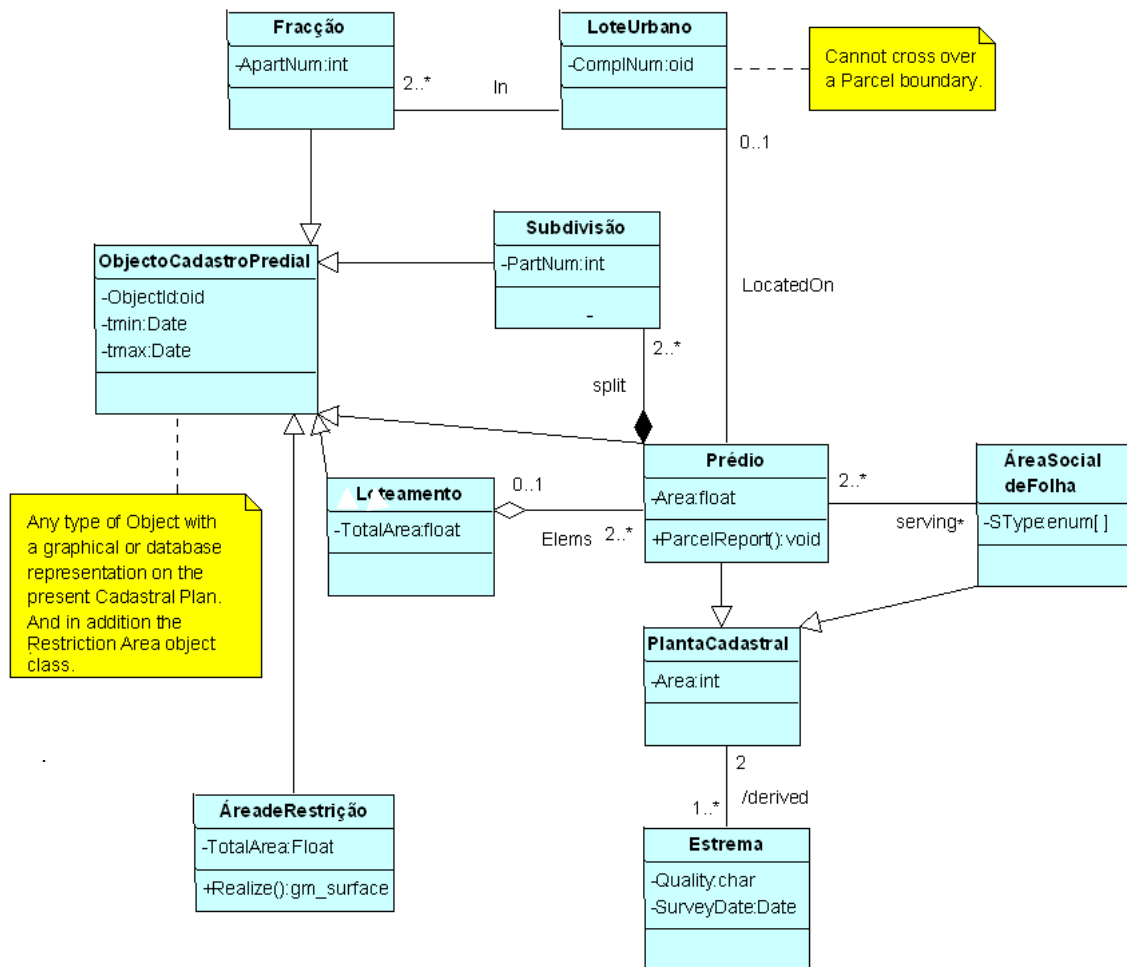 Fracção
-ApartNum:int
2..*
In
LoteUrbano
-ComplNum:oid
0..1
Cannot cross over
a Parcel boundary.
Subdivisão
-PartNum:int
-
2..*
split
LocatedOn
ObjectoCadastroPredial
-ObjectId:oid
-tmin:Date
-tmax:Date
Loteamento
-TotalArea:float
0..1
Elems
2..*
Prédio
-Area:float
+ParcelReport():void
2..*
serving*
ÁreaSocial
deFolha
-SType:enum[ ]
Any type of Object with
a graphical or database
representation on the
present Cadastral Plan.
And in addition the
Restriction Area object
class.
PlantaCadastral
-Area:int
2
/derived
1..*
ÁreadeRestrição
-TotalArea:Float
+Realize():gm_surface
Estrema
-Quality:char
-SurveyDate:Date